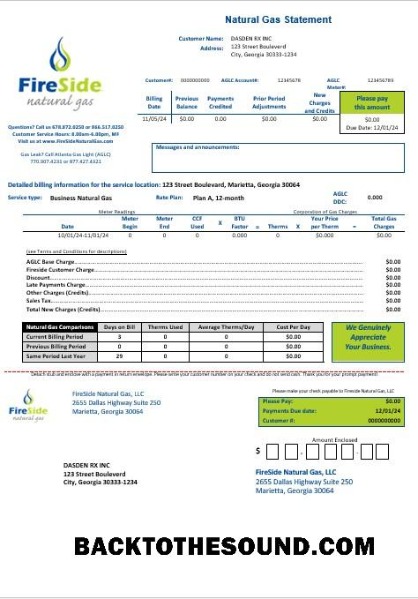 Natural Gas Statement
Customer Name: DASDEN RX INC
Address: 123 Street Bouleverd
City, Georgia 30333-1234
FireSide
natural gas
Customer#: 0000000000 AGLC Account#: 12345678 AGLC Meter#: 123456789
Billing Date Previous Balance Payments Credited Prior Period Adjustments New Charges and Credits Please pay this amount
11/05/24 $0.00 0.00 $0.00 $0.00 $0.00
Due Date: 12/01/24
Questions? Call us 678.872.0250 or 866.517.0250
Customer Service Hours: 8.00am-6.00pm, MF
Visit us at www.FireSideNaturalGas.com
Gas Leak? Call Atlanta Gas Light (AGLC)
770.907.4231 or 877.427.4321
Messages and announcements:
Detailed billing information for the service location: 123 Street Boulevard, Marietta, Georgia 30064
Service type: Business Natural Gas Rate Plan: Plan A, 12-month AGLC DDC: 0.000
Meter Readings Corporation of Gas Charges
Date Meter Begin Meter End CCF Used X BTU Factor = Therms X Your Price per Therm = Total Gas Charges
10/01/24-11/01/24 0 0 0 0.000 0 $0.000 $0.00
(see Terms and Conditions for descriptions)
AGLC Base Charge $0.00
Fireside Customer Charge $0.00
Discount $0.00
Late Payments Charge $0.00
Other Charges (Credits) $0.00
Sales Tax $0.00
Total New Charges (Credits) $0.00
Natural Gas Comparisons Days on Bill Therms Used Average Therms/Day Cost Per Day
Current Billing Period 3 0 0 $0.00
Previous Billing Period 0 0 0 $0.00
Same Period Last Year 29 0 0 $0.00
We Genuinely
Appreciate
Your Business.
FireSide
natural gas
FireSide Natural Gas, LLC
2655 Dallas Highway Suite 250
Marietta, Georgia 30064
Please make your check payable to FireSide Natural Gas, LLC
Please Pay: $0.00
Payments Due date: 12/01/24
Customer #: 0000000000
Amount Enclosed
$ , .
DASDEN RX INC
123 Street Bouleverd
City, Georgia 30333-1234
FireSide Natural Gas, LLC
2655 Dallas Highway Suite 250
Marietta, Georgia 30064
BACKTOTHESOUND.COM